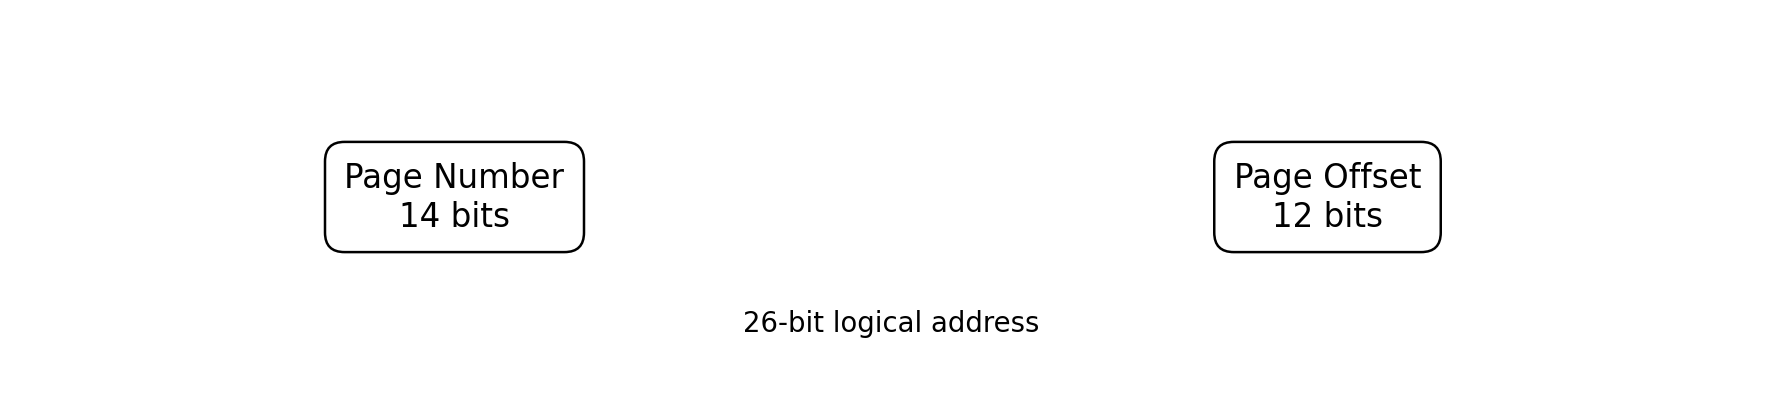 Page Number
14 bits
Page Offset
12 bits
26-bit logical address